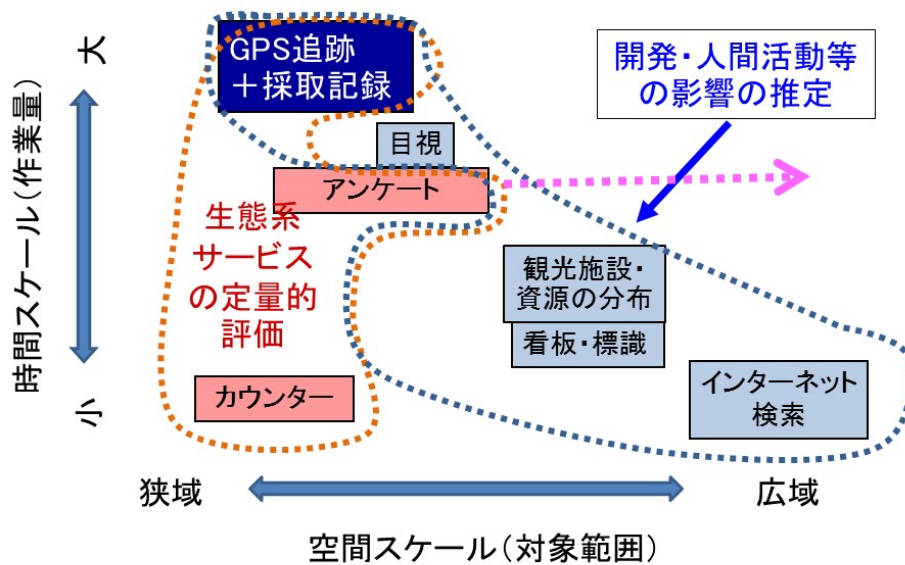 大
時間スケール(作業量)
小
GPS追跡
＋採取記録
目視
アンケート
生態系
サービス
の定量的
評価
カウンター
開発・人間活動等
の影響の推定
観光施設・
資源の分布
看板・標識
インターネット
検索
狭域
広域
空間スケール(対象範囲)